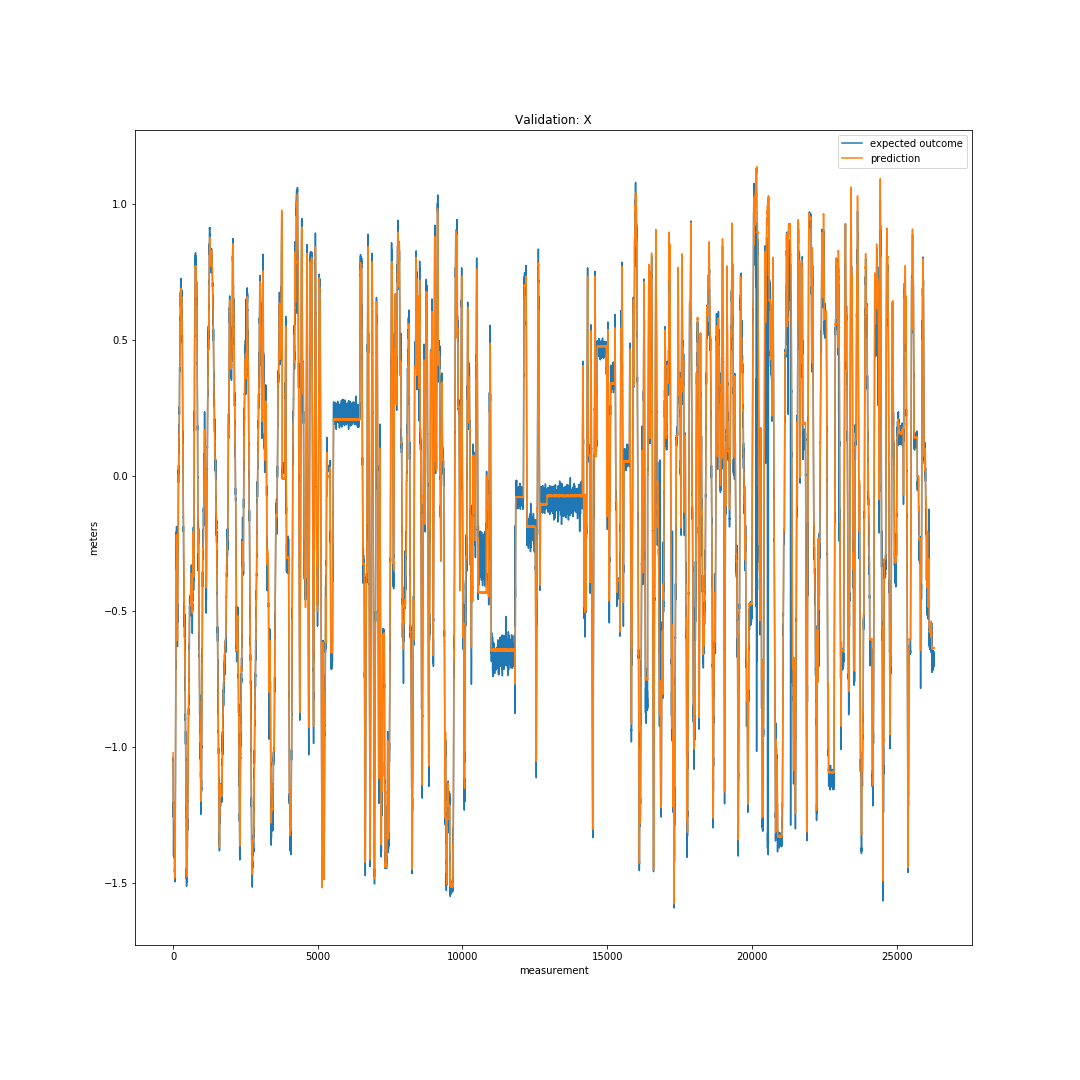 Validation: X
expected outcome
prediction
meters
1.0
0.5
0.0
−0.5
−1.0
−1.5
0 5000 10000 15000 20000 25000
measurement